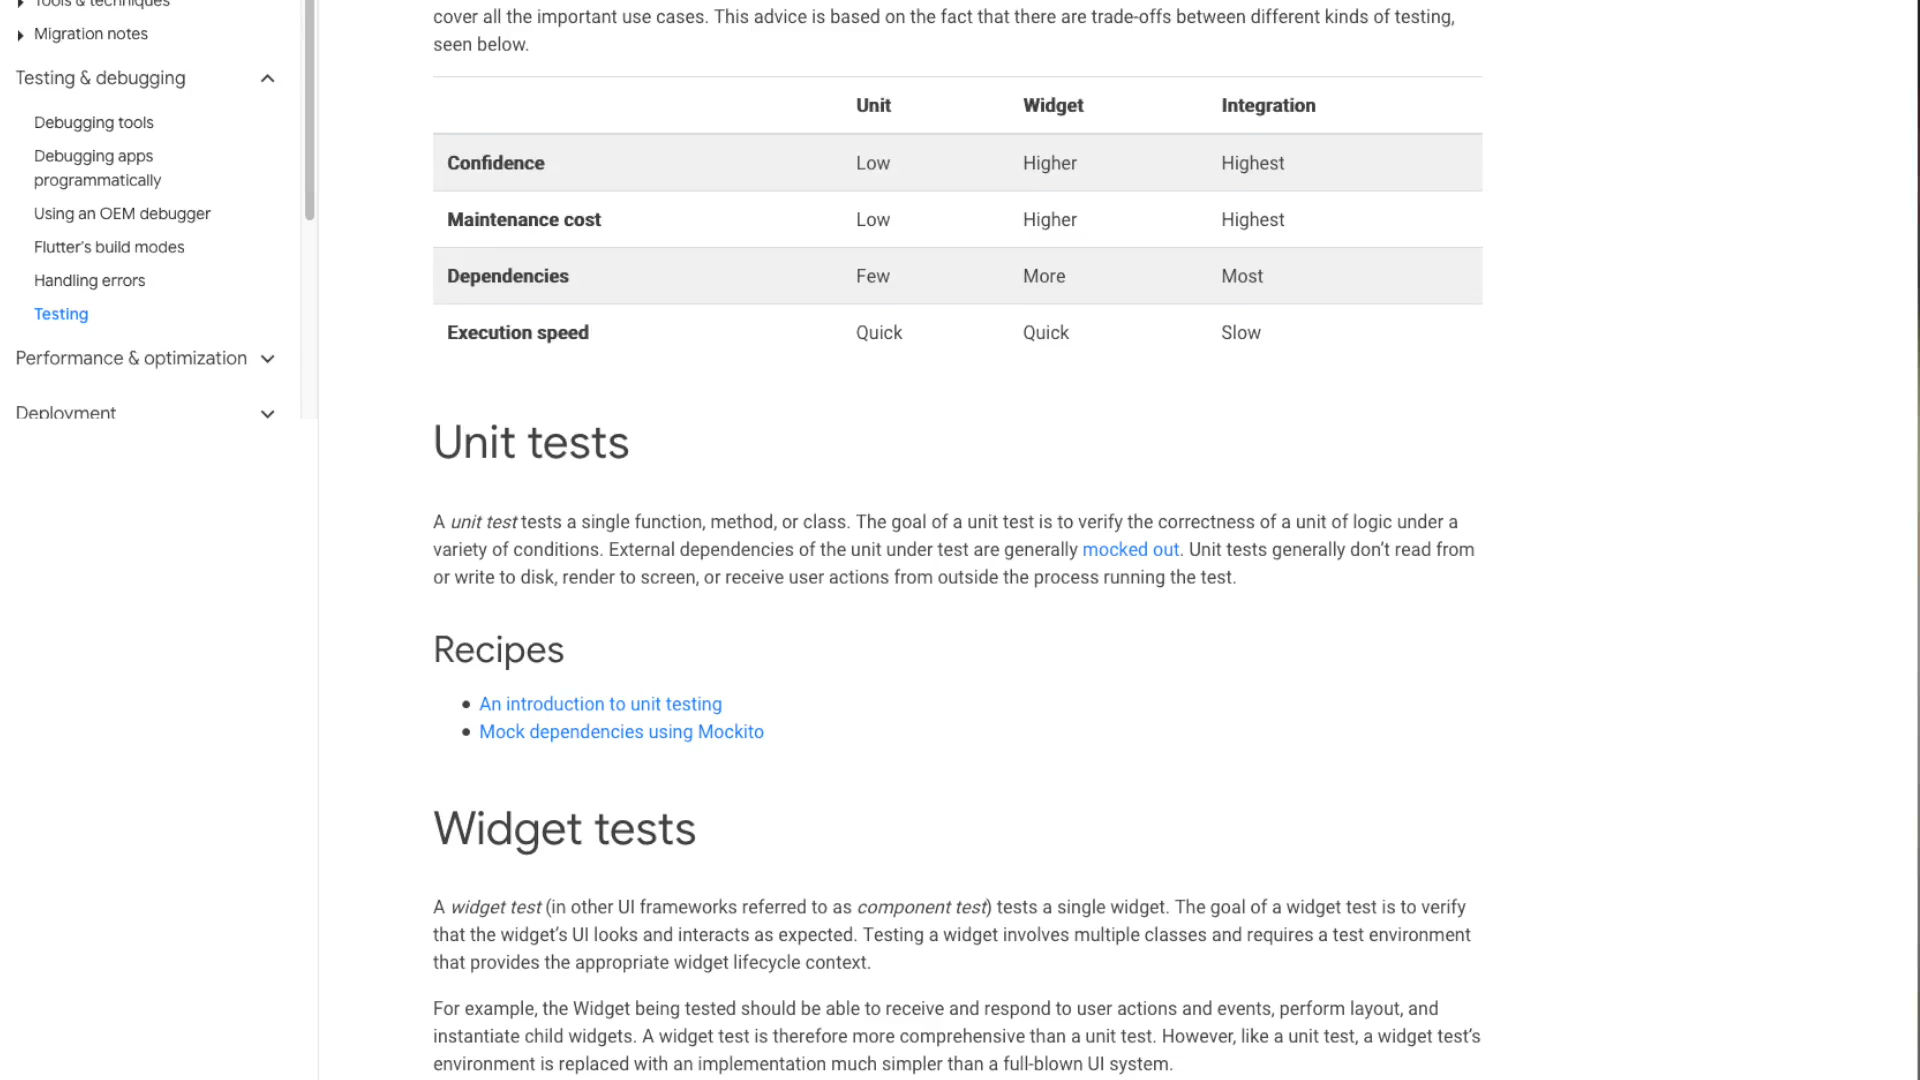 Tools & techniques
Migration notes
Testing & debugging
Debugging tools
Debugging apps
programmatically
Using an OEM debugger
Flutter's build modes
Handling errors
Testing
Performance & optimization
Deployment
cover all the important use cases. This advice is based on the fact that there are trade-offs between different kinds of testing,
seen below.
Unit Widget Integration
Confidence Low Higher Highest
Maintenance cost Low Higher Highest
Dependencies Few More Most
Execution speed Quick Quick Slow
Unit tests
A unit test tests a single function, method, or class. The goal of a unit test is to verify the correctness of a unit of logic under a
variety of conditions. External dependencies of the unit under test are generally mocked out. Unit tests generally don't read from
or write to disk, render to screen, or receive user actions from outside the process running the test.
Recipes
• An introduction to unit testing
• Mock dependencies using Mockito
Widget tests
A widget test (in other UI frameworks referred to as component test) tests a single widget. The goal of a widget test is to verify
that the widget's UI looks and interacts as expected. Testing a widget involves multiple classes and requires a test environment
that provides the appropriate widget lifecycle context.
For example, the Widget being tested should be able to receive and respond to user actions and events, perform layout, and
instantiate child widgets. A widget test is therefore more comprehensive than a unit test. However, like a unit test, a widget test's
environment is replaced with an implementation much simpler than a full-blown UI system.